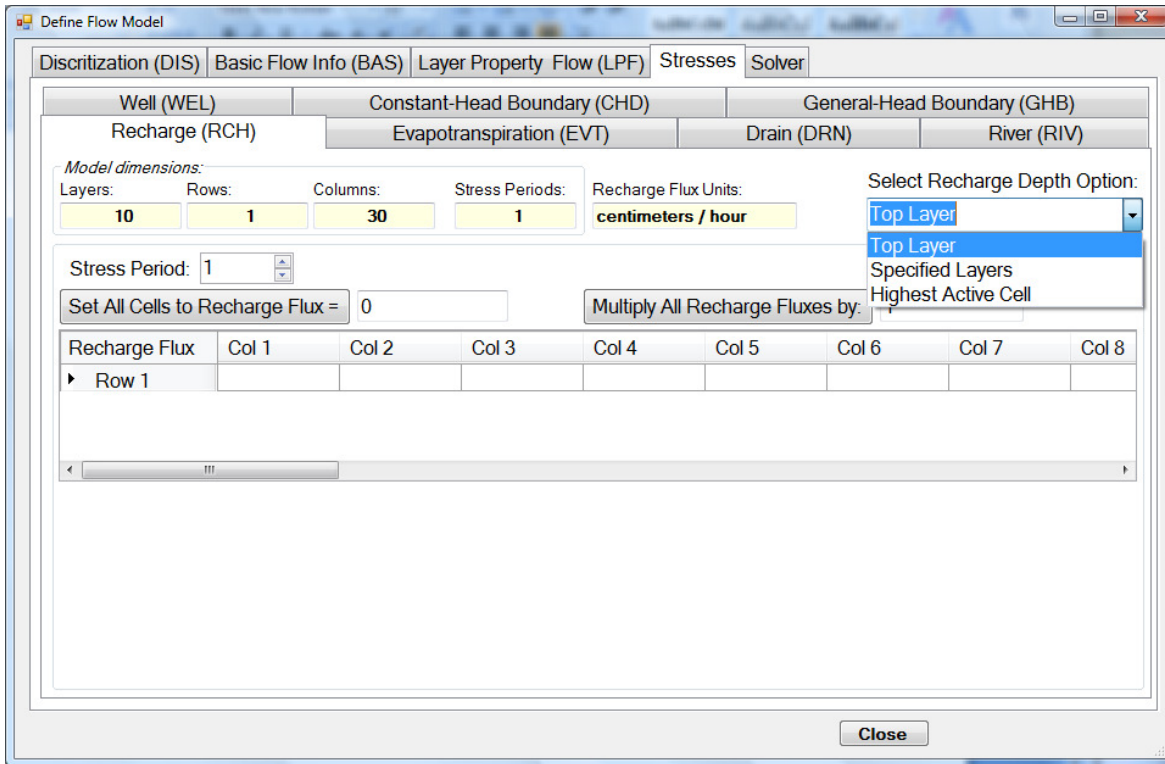 Define Flow Model
Discritization (DIS) Basic Flow Info (BAS) Layer Property Flow (LPF) Stresses Solver
Well (WEL) Constant-Head Boundary (CHD) General-Head Boundary (GHB)
Recharge (RCH) Evapotranspiration (EVT) Drain (DRN) River (RIV)
Model dimensions:
Layers: Rows: Columns: Stress Periods: Recharge Flux Units: Select Recharge Depth Option:
10 1 30 1 centimeters / hour Top Layer
Top Layer
Stress Period: 1 Specified Layers
Highest Active Cell
Set All Cells to Recharge Flux = 0 Multiply All Recharge Fluxes by:
Recharge Flux Col 1 Col 2 Col 3 Col 4 Col 5 Col 6 Col 7 Col 8
Row 1
Close